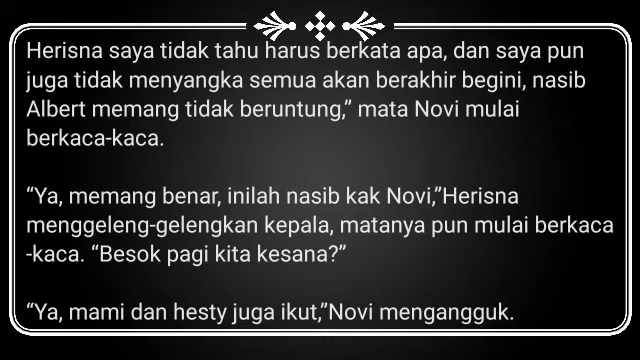 Herisna saya tidak tahu harus berkata apa, dan saya pun
juga tidak menyangka semua akan berakhir begini, nasib
Albert memang tidak beruntung,” mata Novi mulai
berkaca-kaca.
“Ya, memang benar, inilah nasib kak Novi,”Herisna
menggeleng-gelengkan kepala, matanya pun mulai berkaca
-kaca. “Besok pagi kita kesana?”
“Ya, mami dan hesty juga ikut,”Novi mengangguk.